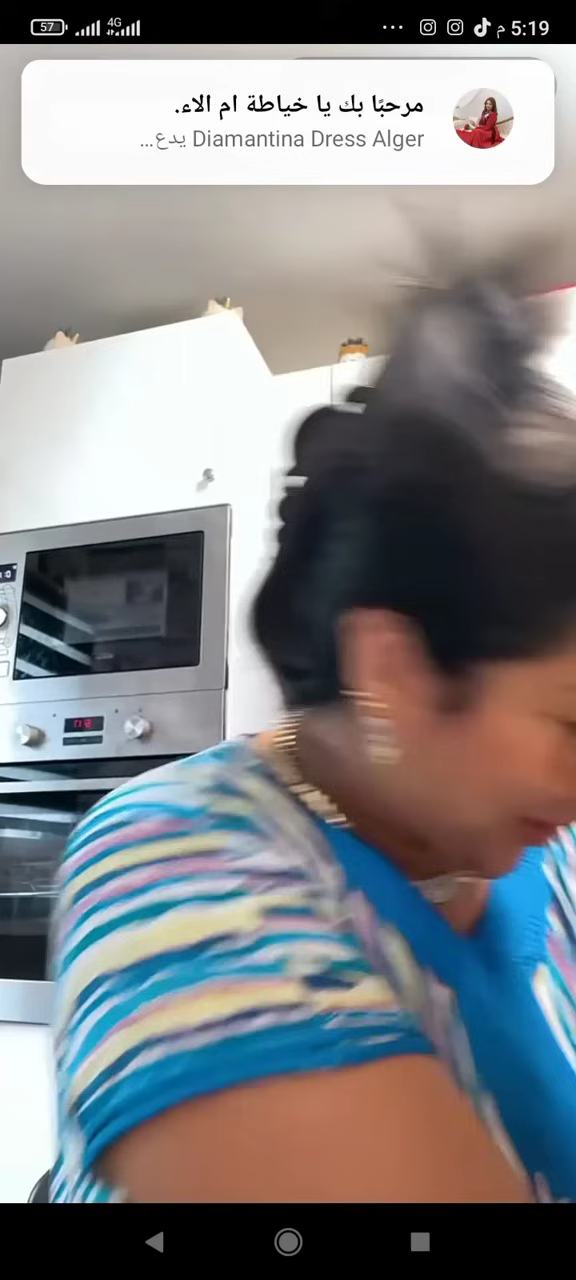 57 4G 5:19 م
مرحبًا بك يا خياطة ام الاء.
Diamantina Dress Alger يدع...